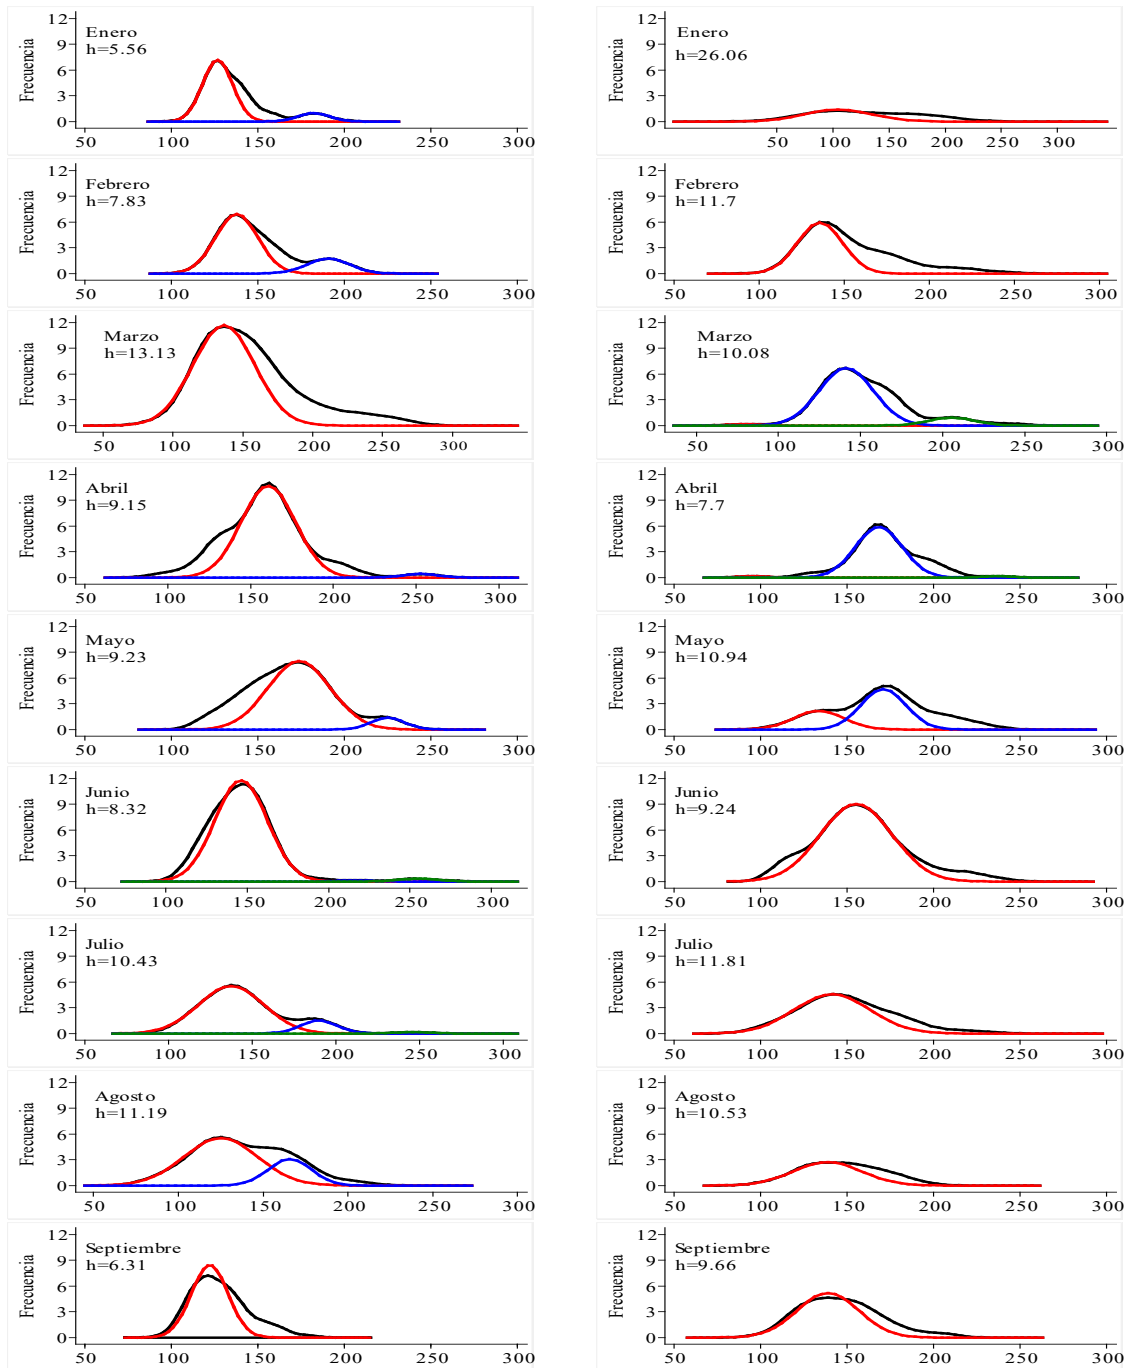 Frecuencia
12
9
6
3
0
Enero
h=5.56
50 100 150 200 250 300
Frecuencia
12
9
6
3
0
Enero
h=26.06
50 100 150 200 250 300
Frecuencia
12
9
6
3
0
Febrero
h=7.83
50 100 150 200 250 300
Frecuencia
12
9
6
3
0
Febrero
h=11.7
50 100 150 200 250 300
Frecuencia
12
9
6
3
0
Marzo
h=13.13
50 100 150 200 250 300
Frecuencia
12
9
6
3
0
Marzo
h=10.08
50 100 150 200 250 300
Frecuencia
12
9
6
3
0
Abril
h=9.15
50 100 150 200 250 300
Frecuencia
12
9
6
3
0
Abril
h=7.7
50 100 150 200 250 300
Frecuencia
12
9
6
3
0
Mayo
h=9.23
50 100 150 200 250 300
Frecuencia
12
9
6
3
0
Mayo
h=10.94
50 100 150 200 250 300
Frecuencia
12
9
6
3
0
Junio
h=8.32
50 100 150 200 250 300
Frecuencia
12
9
6
3
0
Junio
h=9.24
50 100 150 200 250 300
Frecuencia
12
9
6
3
0
Julio
h=10.43
50 100 150 200 250 300
Frecuencia
12
9
6
3
0
Julio
h=11.81
50 100 150 200 250 300
Frecuencia
12
9
6
3
0
Agosto
h=11.19
50 100 150 200 250 300
Frecuencia
12
9
6
3
0
Agosto
h=10.53
50 100 150 200 250 300
Frecuencia
12
9
6
3
0
Septiembre
h=6.31
50 100 150 200 250 300
Frecuencia
12
9
6
3
0
Septiembre
h=9.66
50 100 150 200 250 300